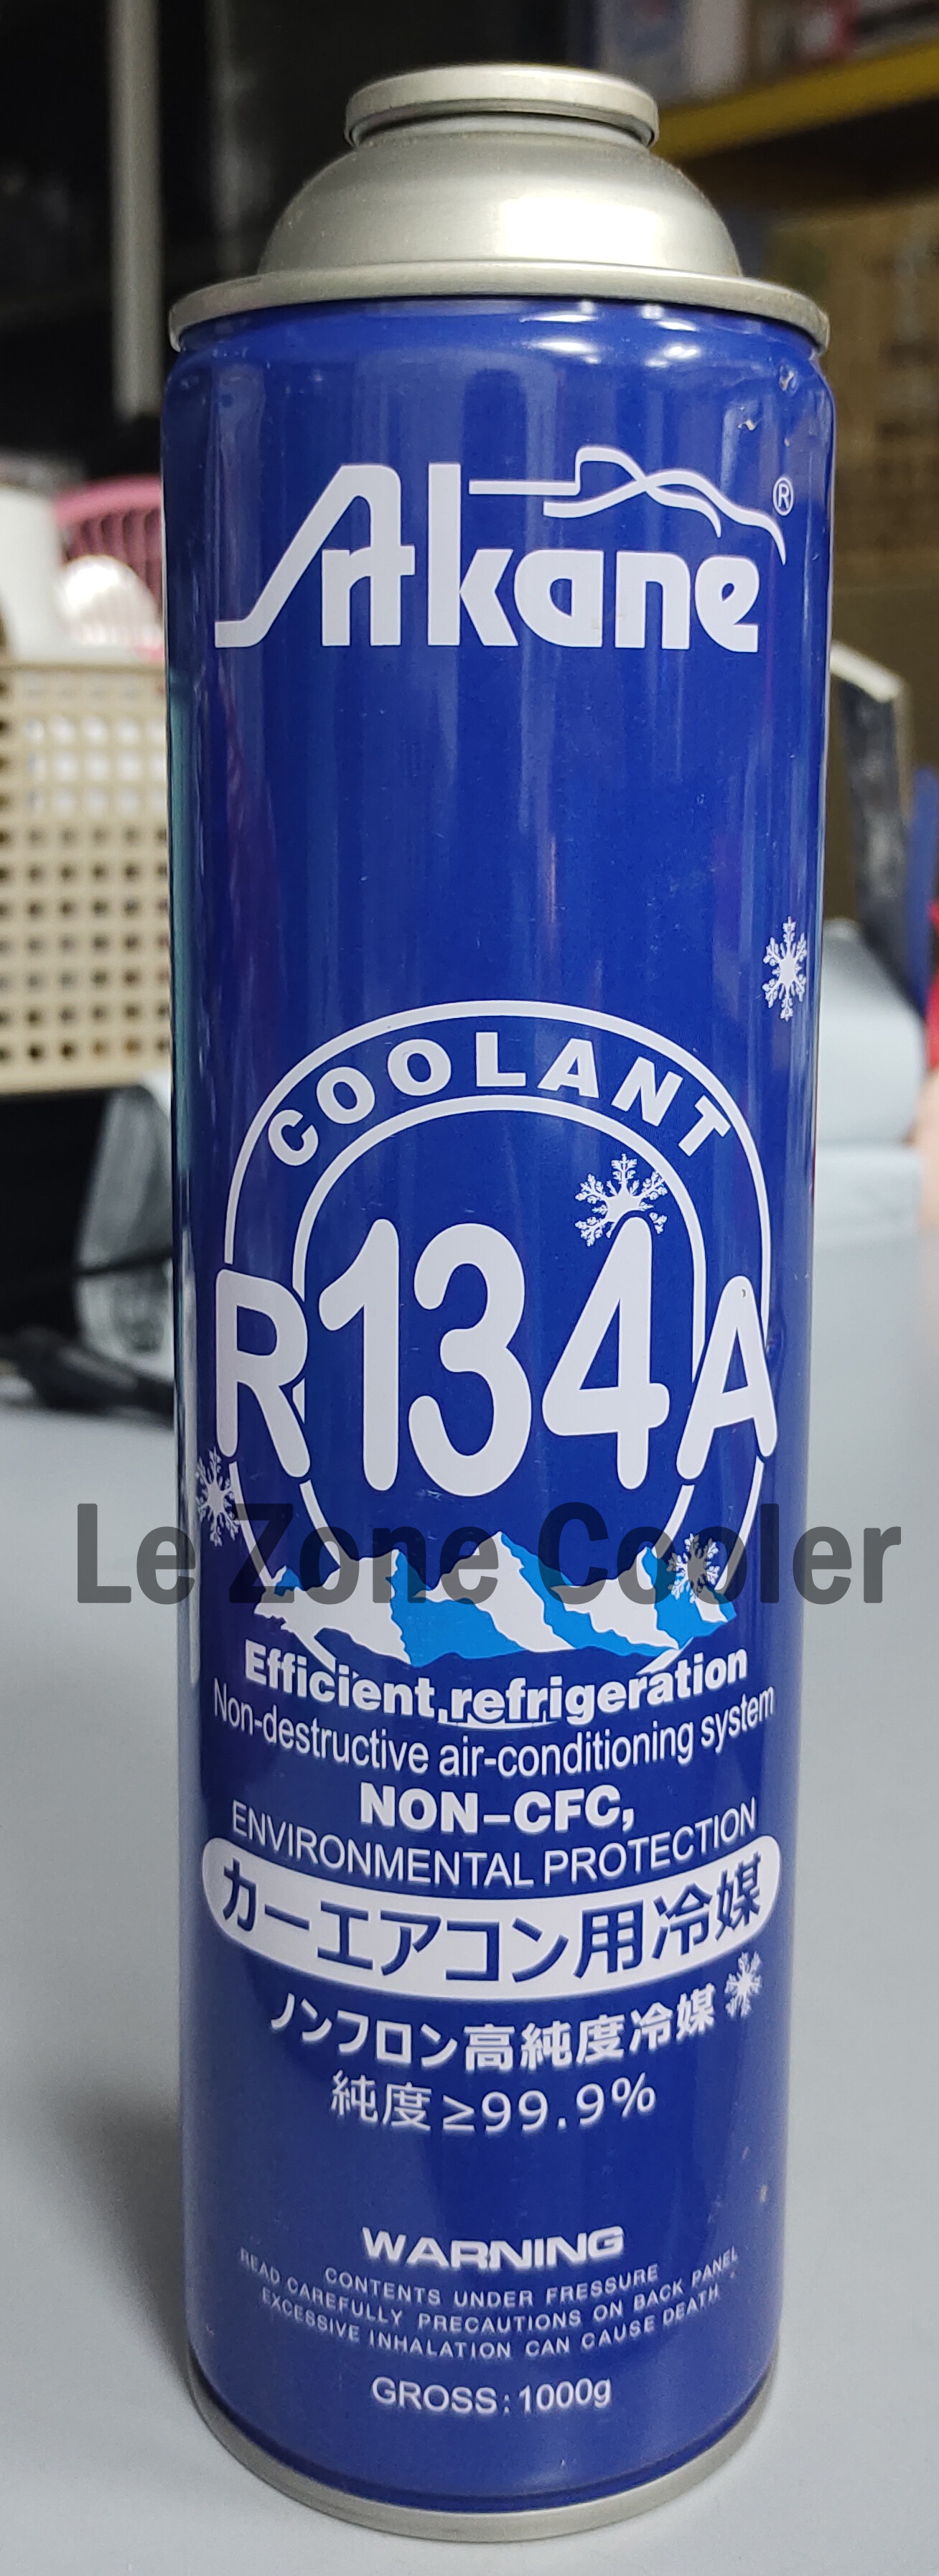 Akane®
COOLANT
R134A
Le Zone Cooler
Efficient,refrigeration
Non-destructive air-conditioning system
NON-CFC,
ENVIRONMENTAL PROTECTION
カーエアコン用冷媒
ノンフロン高純度冷媒
純度≥99.9%
WARNING
CONTENTS UNDER FRESSURE
READ CAREFULLY PRECAUTIONS ON BACK PANEL
EXCESSIVE INHALATION CAN CAUSE DEATH
GROSS:1000g